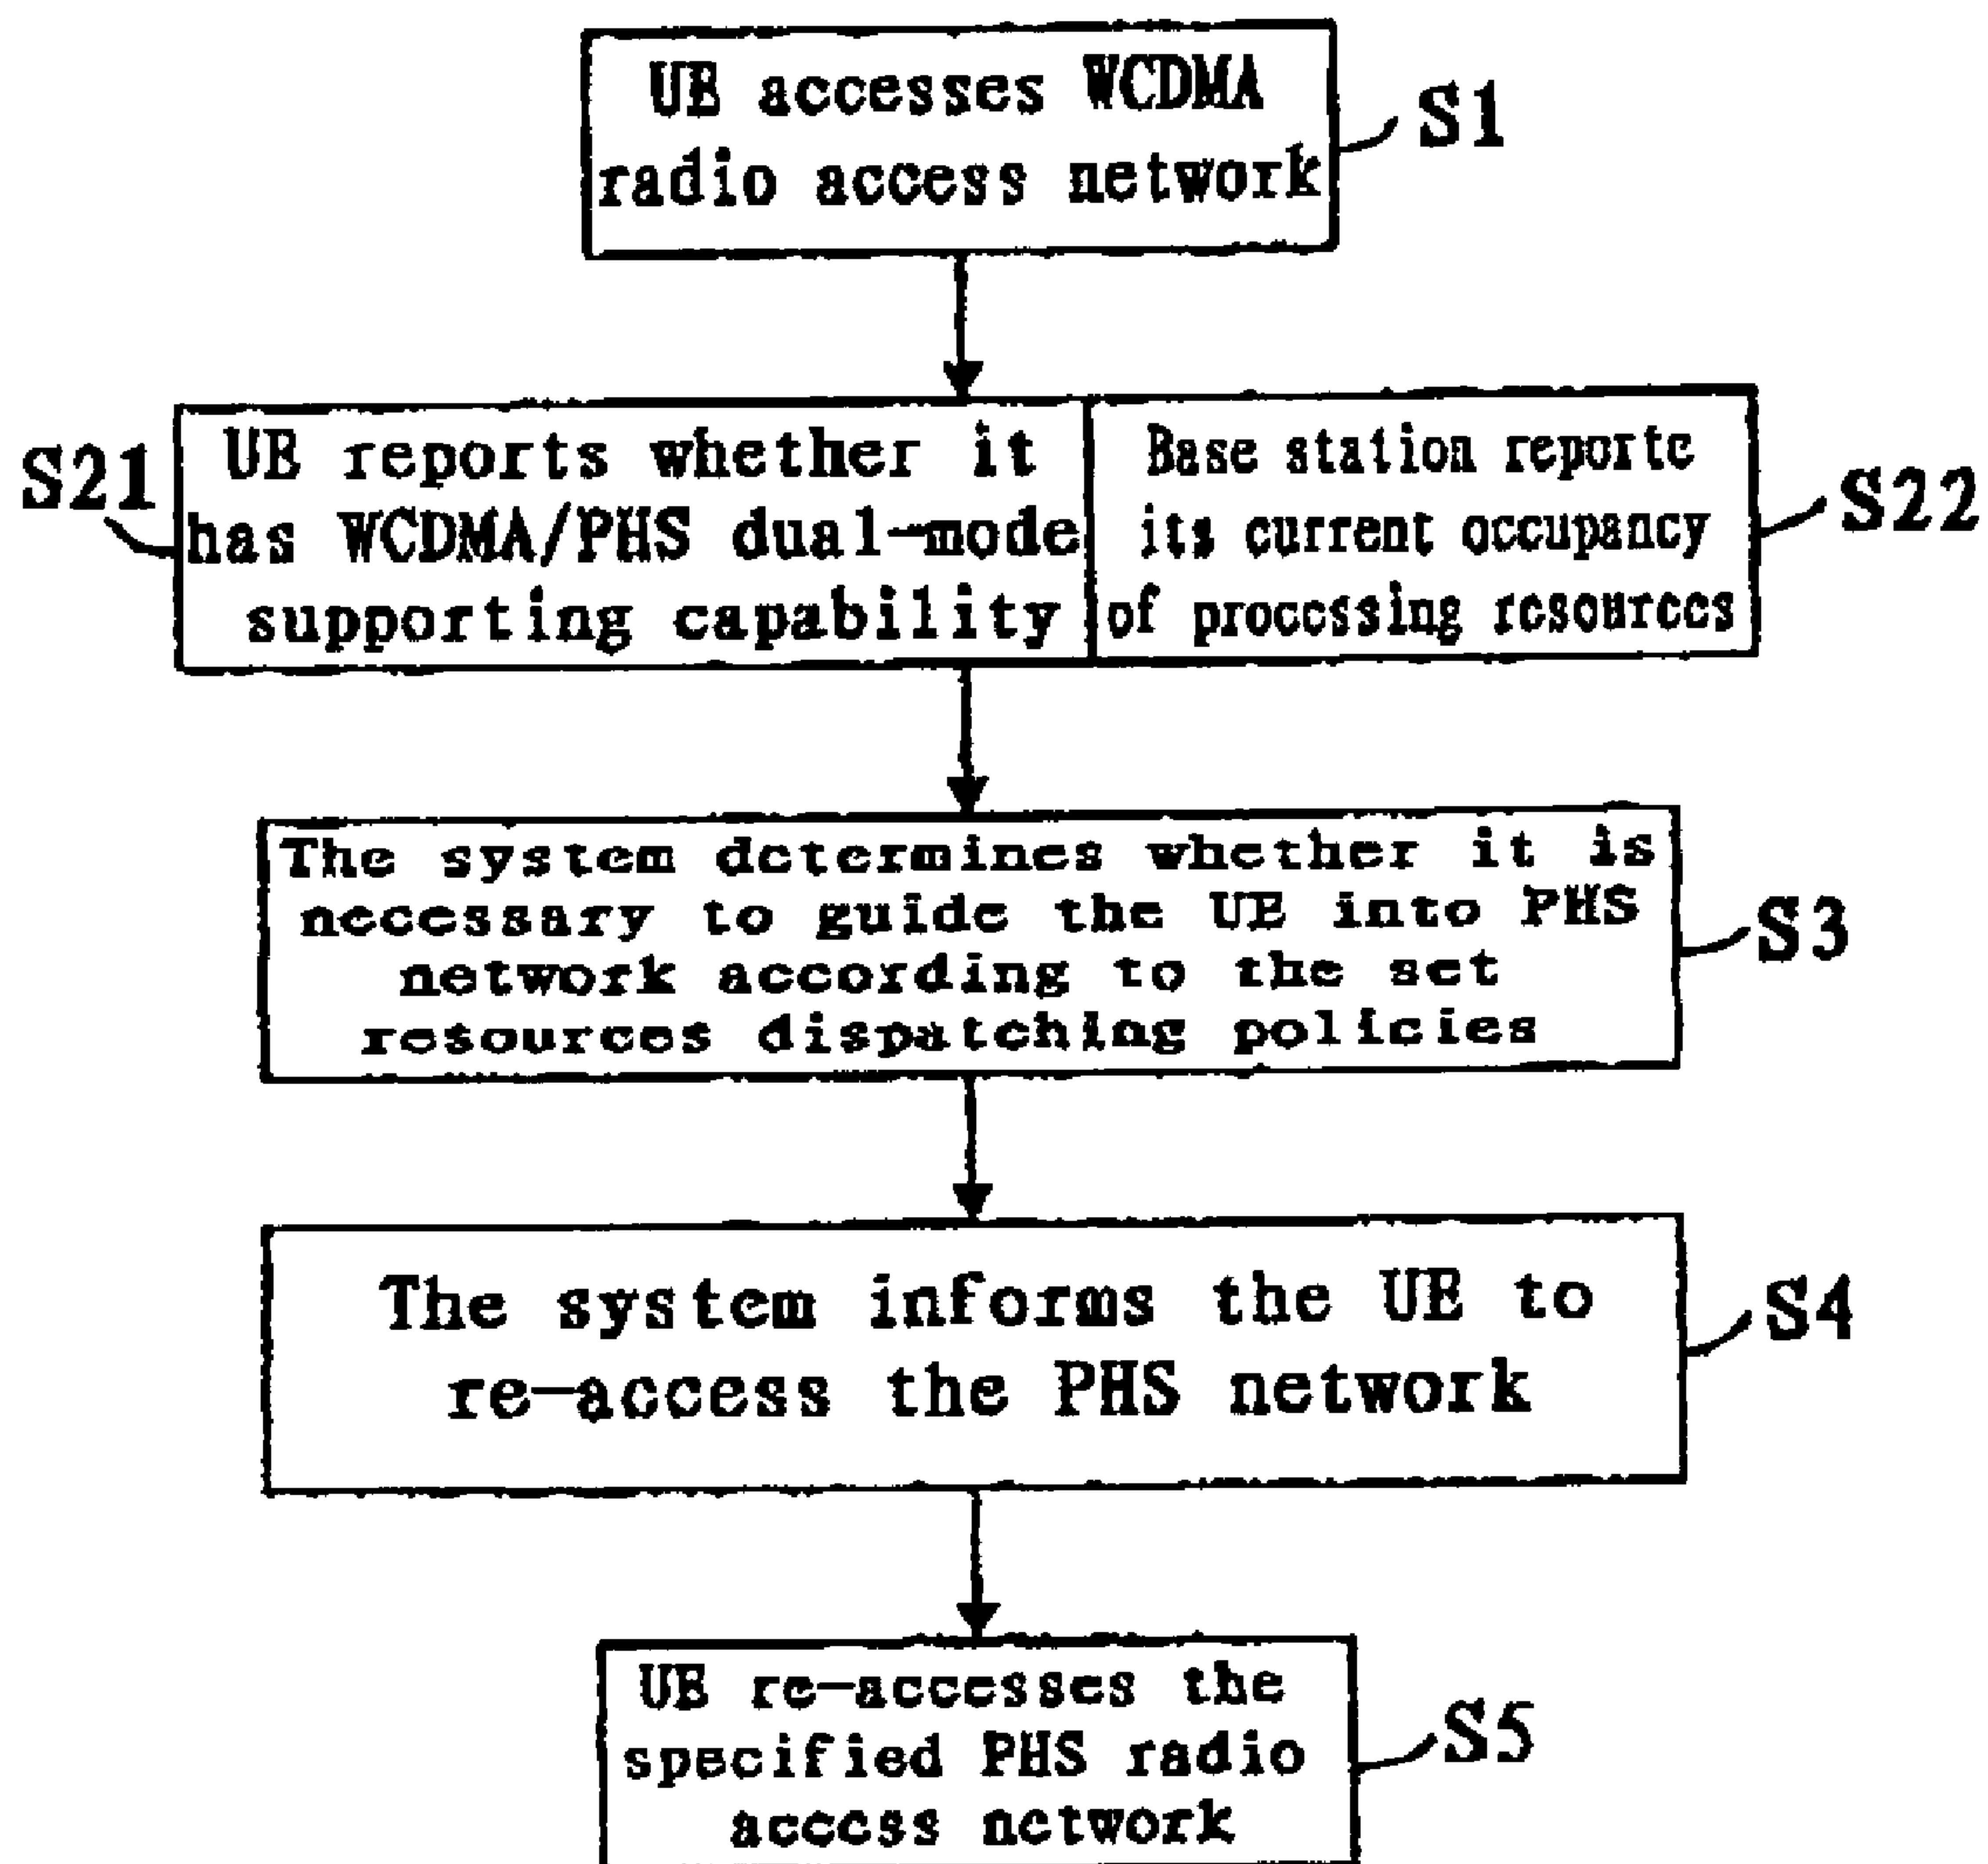 UE accesses WCDMA
radio access network
S1
S21
UE reports whether it
has WCDMA/PHS dual-mode
supporting capability
Base station reporte
its current occupancy
of processing resources
S22
The system determines whether it is
necessary to guide the UE into PHS
network according to the set
resources dispatching policies
S3
The system informs the UE to
re-access the PHS network
S4
UE re-accesses the
specified PHS radio
access network
S5